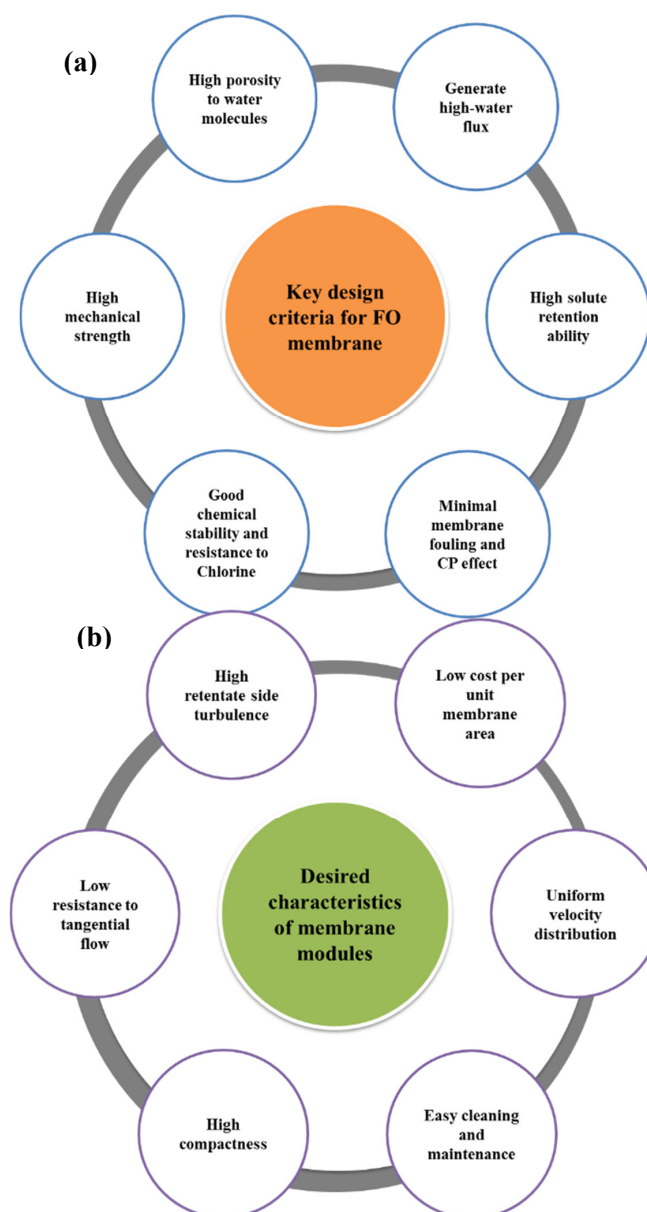 (a)
High porosity
to water
molecules
Generate
high-water
flux
High
mechanical
strength
Key design
criteria for FO
membrane
High solute
retention
ability
Good
chemical
stability and
resistance to
Chlorine
Minimal
membrane
fouling and
CP effect
(b)
High
retentate side
turbulence
Low cost per
unit
membrane
area
Low
resistance to
tangential
flow
Desired
characteristics
of membrane
modules
Uniform
velocity
distribution
High
compactness
Easy cleaning
and
maintenance